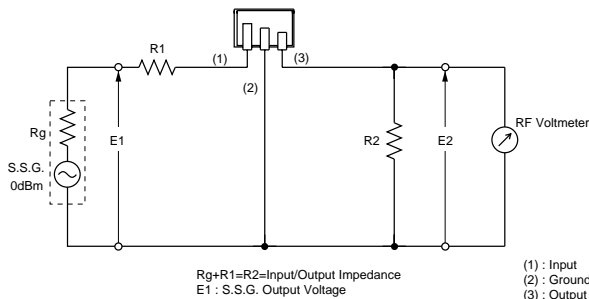 R1
(1)
(3)
(2)
Rg
E1
R2
E2
RF Voltmeter
S.S.G.
0dBm
Rg+R1=R2=Input/Output Impedance
E1 : S.S.G. Output Voltage
(1) : Input
(2) : Ground
(3) : Output